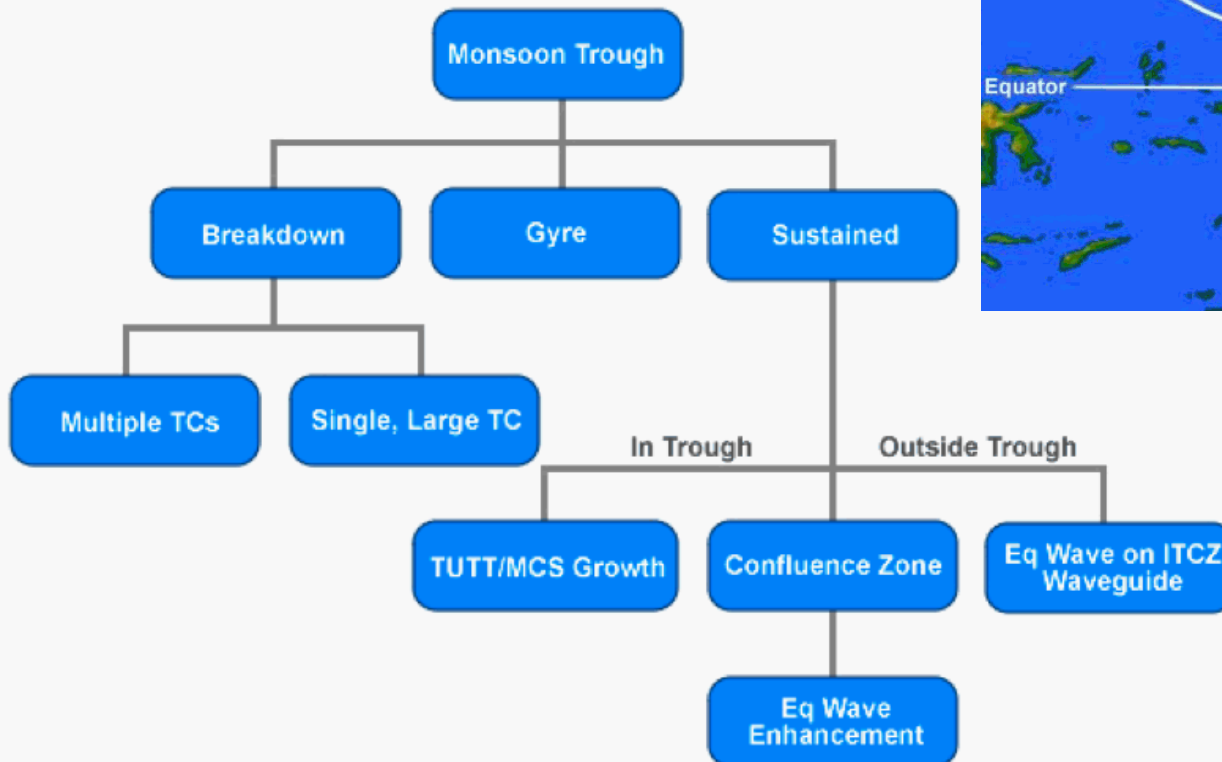 Monsoon Trough
Equator
Breakdown
Gyre
Sustained
Multiple TCs
Single, Large TC
In Trough
Outside Trough
TUTT/MCS Growth
Confluence Zone
Eq Wave on ITCZ
Waveguide
Eq Wave
Enhancement